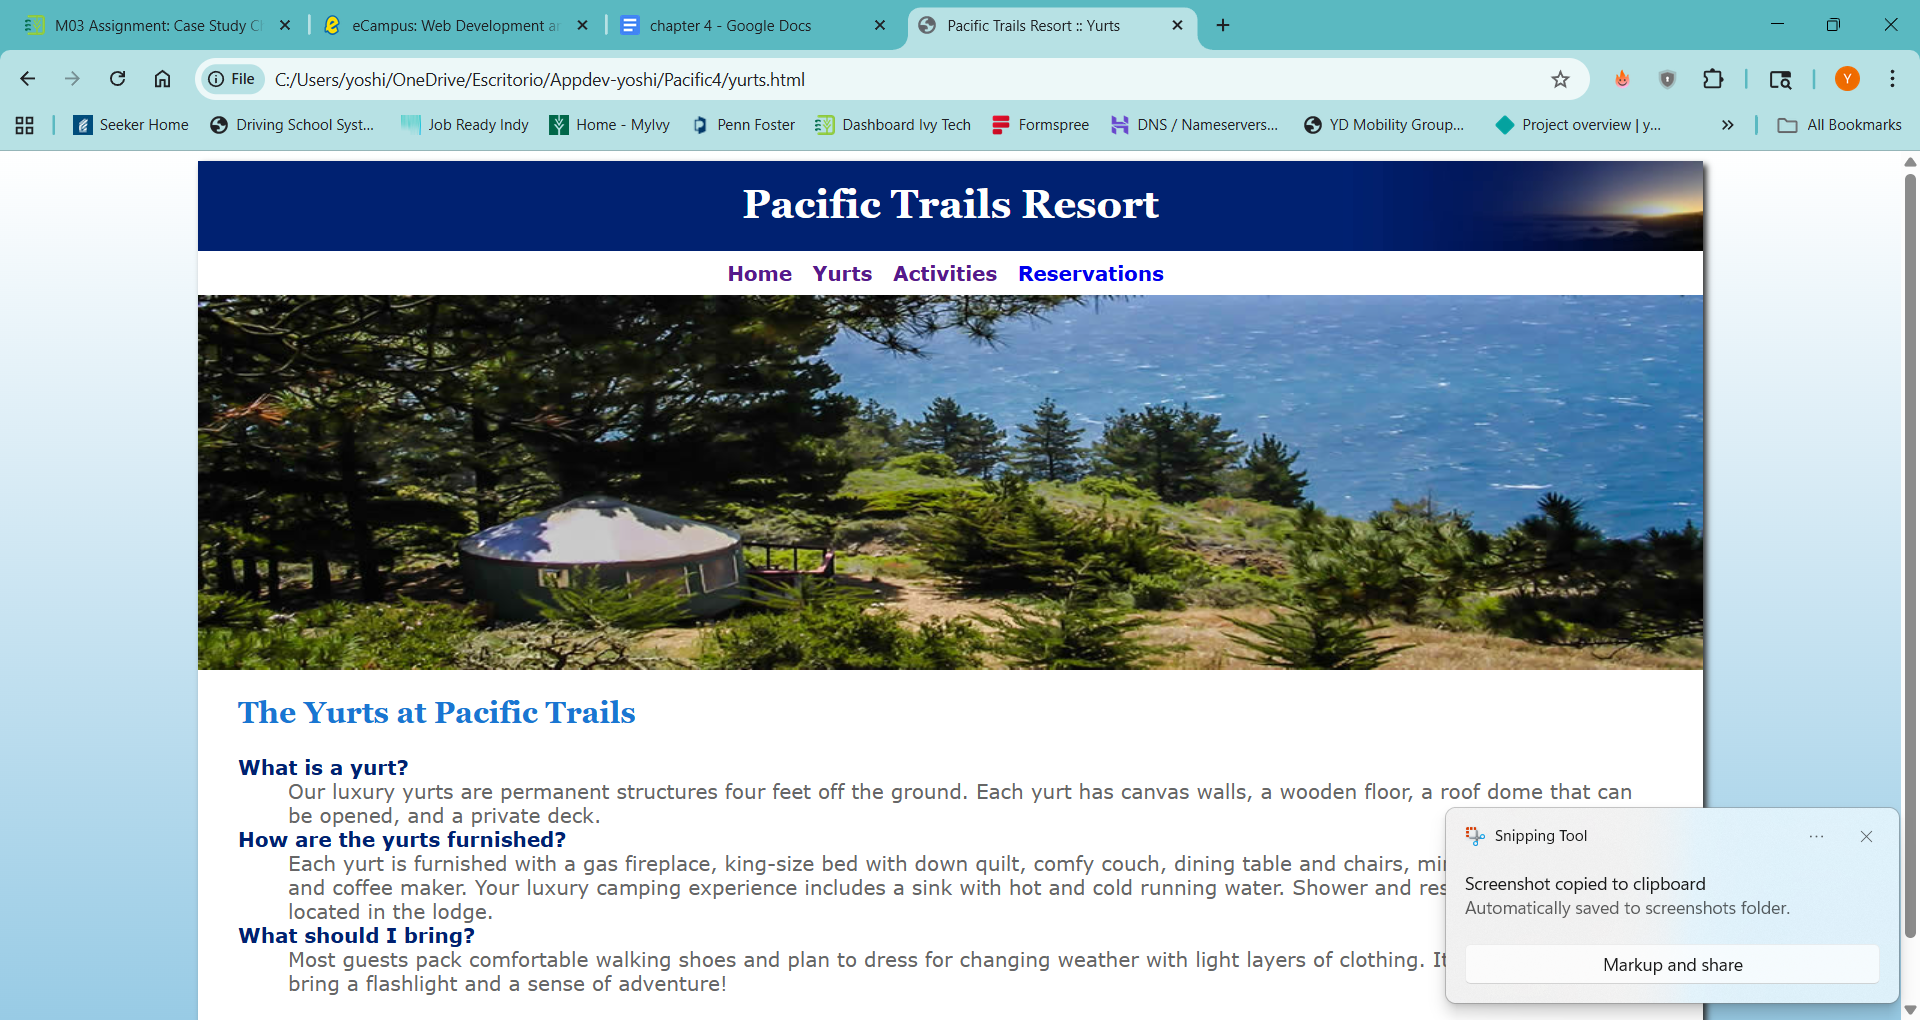 M03 Assignment: Case Study C
eCampus: Web Development a
chapter 4 - Google Docs
Pacific Trails Resort :: Yurts
File
C:/Users/yoshi/OneDrive/Escritorio/Appdev-yoshi/Pacific4/yurts.html
Y
Seeker Home
Driving School Syst...
Job Ready Indy
Home - MyIvy
Penn Foster
Dashboard Ivy Tech
Formspree
DNS / Nameservers...
YD Mobility Group...
Project overview | y...
All Bookmarks
Pacific Trails Resort
Home Yurts Activities Reservations
The Yurts at Pacific Trails
What is a yurt?
Our luxury yurts are permanent structures four feet off the ground. Each yurt has canvas walls, a wooden floor, a roof dome that can
be opened, and a private deck.
How are the yurts furnished?
Each yurt is furnished with a gas fireplace, king-size bed with down quilt, comfy couch, dining table and chairs,
and coffee maker. Your luxury camping experience includes a sink with hot and cold running water. Shower and
located in the lodge.
What should I bring?
Most guests pack comfortable walking shoes and plan to dress for changing weather with light layers of clothing. It
bring a flashlight and a sense of adventure!
Snipping Tool
Screenshot copied to clipboard
Automatically saved to screenshots folder.
Markup and share